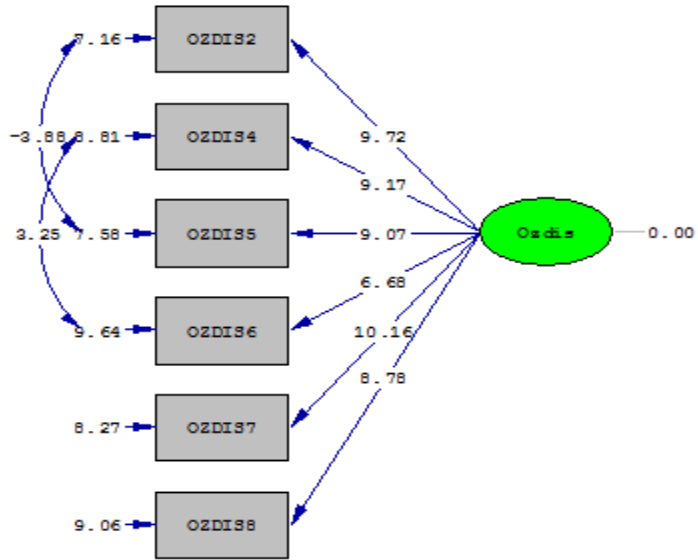 7.16 OZDIS2
9.72
-3.88 8.81 OZDIS4
9.17
3.25 7.58 OZDIS5 9.07 Ozdis 0.00
6.68
9.64 OZDIS6 10.16
8.78
8.27 OZDIS7
9.06 OZDIS8